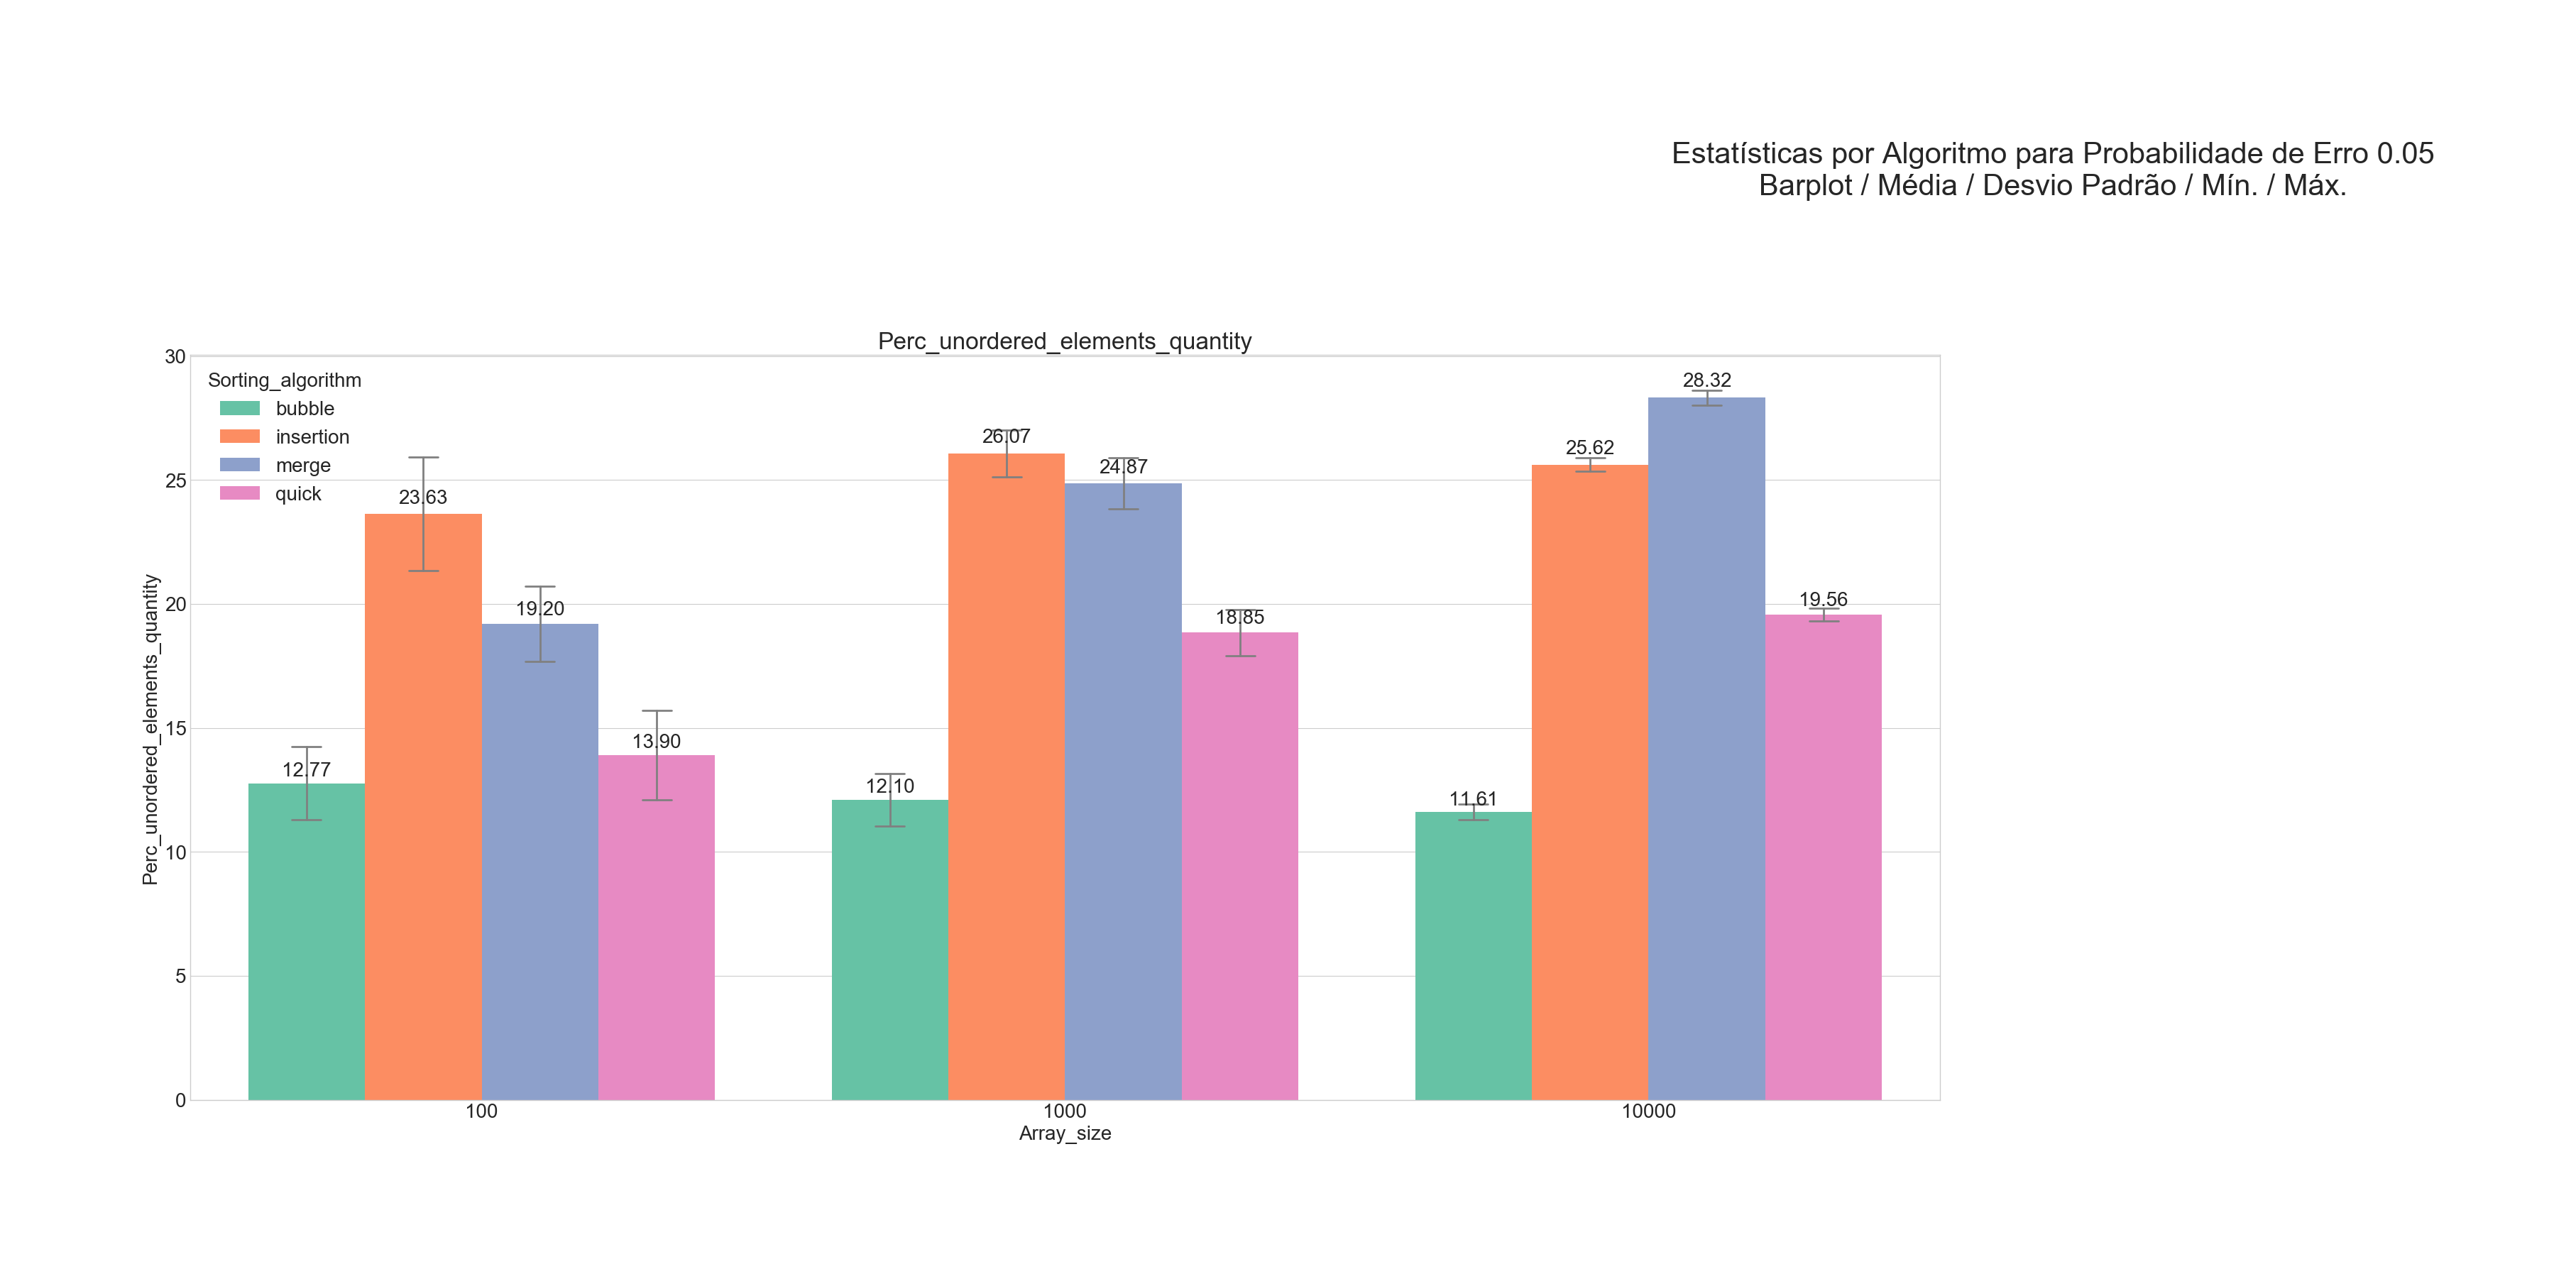 Estatísticas por Algoritmo para Probabilidade de Erro 0.05
Barplot / Média / Desvio Padrão / Mín. / Máx.
Perc_unordered_elements_quantity
Perc_unordered_elements_quantity
30
25
20
15
10
5
0
Sorting_algorithm
bubble
insertion
merge
quick
12.77
23.63
19.20
13.90
12.10
26.07
24.87
18.85
11.61
25.62
28.32
19.56
100
1000
10000
Array_size